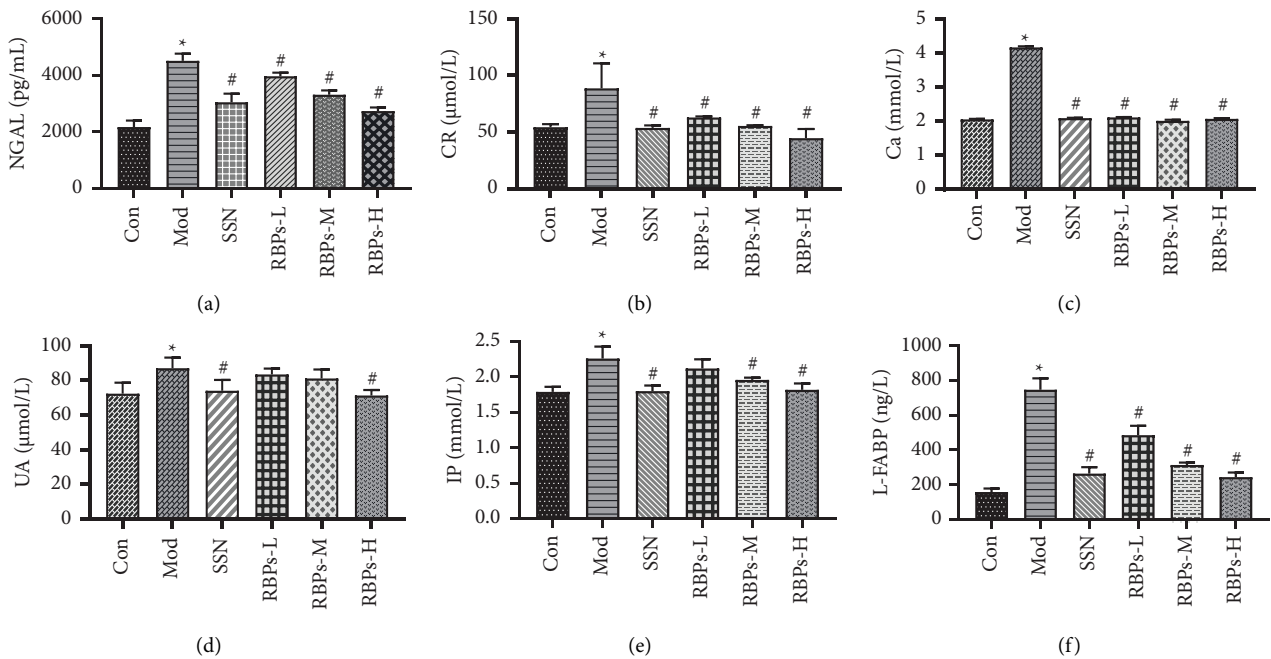 NGAL (pg/mL)
6000
4000
2000
0
*
#
#
#
#
Con
Mod
SSN
RBPs-L
RBPs-M
RBPs-H
(a)
CR (μmol/L)
150
100
50
0
*
#
#
#
#
Con
Mod
SSN
RBPs-L
RBPs-M
RBPs-H
(b)
Ca (mmol/L)
5
4
3
2
1
0
*
#
#
#
#
Con
Mod
SSN
RBPs-L
RBPs-M
RBPs-H
(c)
UA (μmol/L)
100
80
60
40
20
0
*
#
#
Con
Mod
SSN
RBPs-L
RBPs-M
RBPs-H
(d)
IP (mmol/L)
2.5
2.0
1.5
1.0
0.5
0.0
*
#
#
#
Con
Mod
SSN
RBPs-L
RBPs-M
RBPs-H
(e)
L-FABP (ng/L)
1000
800
600
400
200
0
*
#
#
#
#
Con
Mod
SSN
RBPs-L
RBPs-M
RBPs-H
(f)